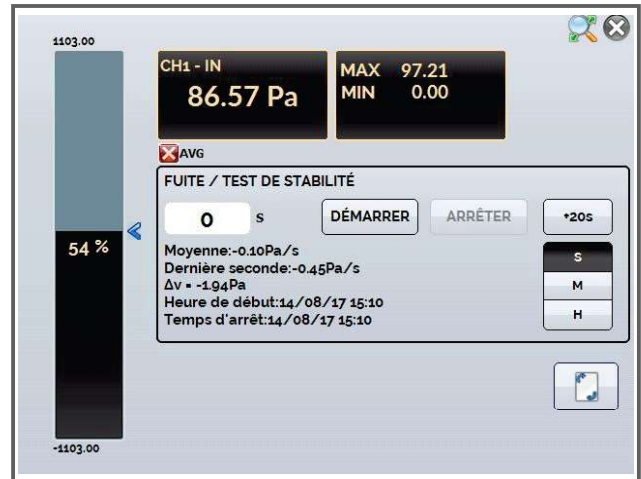 1103.00
CH1 - IN
86.57 Pa
MAX 97.21
MIN 0.00
AVG
FUITE / TEST DE STABILITÉ
0 s DÉMARRER ARRÊTER +20s
54 %
Moyenne:-0.10Pa/s
Dernière seconde:-0.45Pa/s
Δv = -1.94Pa
Heure de début:14/08/17 15:10
Temps d'arrêt:14/08/17 15:10
S
M
H
-1103.00